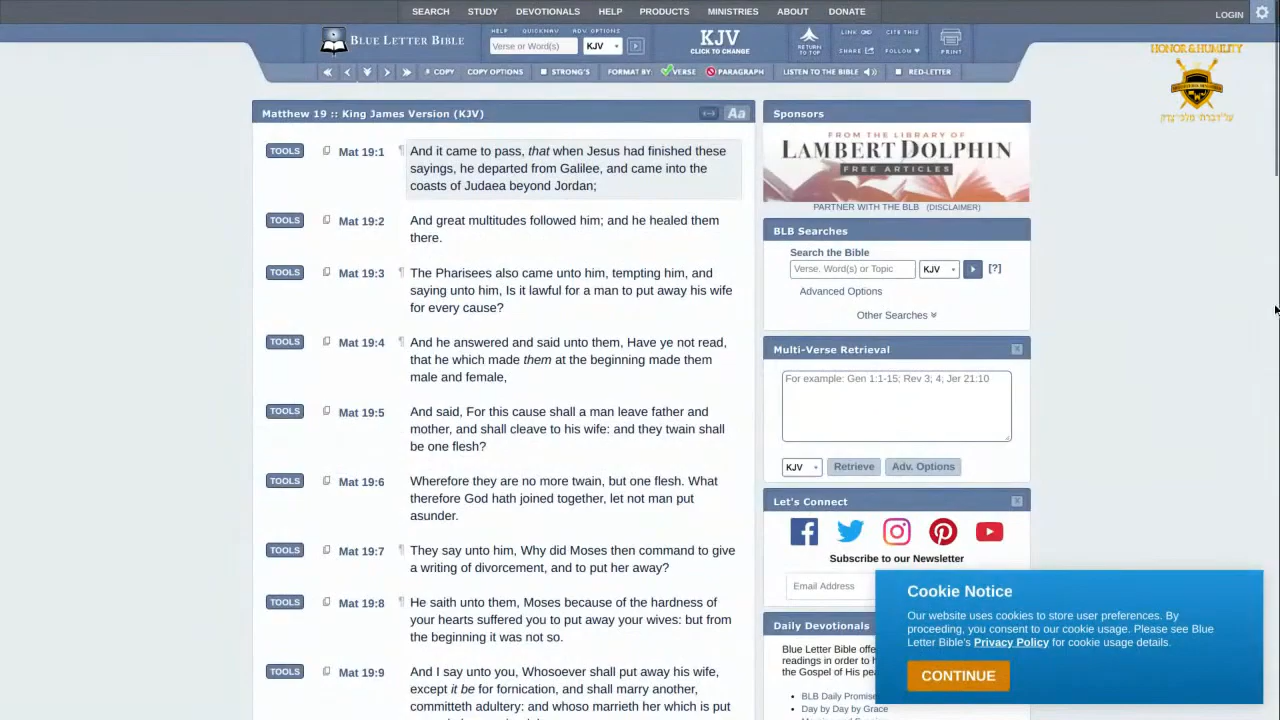 SEARCH STUDY DEVOTIONALS HELP PRODUCTS MINISTRIES ABOUT DONATE
LOGIN
BLUE LETTER BIBLE
HELP QUICKNAV ADV. OPTIONS
Verse or Word(s) KJV
KJV
CLICK TO CHANGE
RETURN TO TOP
LINK CITE THIS
SHARE FOLLOW
PRINT
COPY COPY OPTIONS STRONG'S FORMAT BY: VERSE PARAGRAPH LISTEN TO THE BIBLE RED-LETTER
HONOR & HUMILITY
Matthew 19 :: King James Version (KJV) Aa
TOOLS Mat 19:1 ¶ And it came to pass, that when Jesus had finished these
sayings, he departed from Galilee, and came into the
coasts of Judaea beyond Jordan;
TOOLS Mat 19:2 And great multitudes followed him; and he healed them
there.
TOOLS Mat 19:3 ¶ The Pharisees also came unto him, tempting him, and
saying unto him, Is it lawful for a man to put away his wife
for every cause?
TOOLS Mat 19:4 ¶ And he answered and said unto them, Have ye not read,
that he which made them at the beginning made them
male and female,
TOOLS Mat 19:5 And said, For this cause shall a man leave father and
mother, and shall cleave to his wife: and they twain shall
be one flesh?
TOOLS Mat 19:6 Wherefore they are no more twain, but one flesh. What
therefore God hath joined together, let not man put
asunder.
TOOLS Mat 19:7 ¶ They say unto him, Why did Moses then command to give
a writing of divorcement, and to put her away?
TOOLS Mat 19:8 ¶ He saith unto them, Moses because of the hardness of
your hearts suffered you to put away your wives: but from
the beginning it was not so.
TOOLS Mat 19:9 And I say unto you, Whosoever shall put away his wife,
except it be for fornication, and shall marry another,
committeth adultery: and whoso marrieth her which is put
Sponsors
FROM THE LIBRARY OF
LAMBERT DOLPHIN
FREE ARTICLES
PARTNER WITH THE BLB (DISCLAIMER)
BLB Searches
Search the Bible
Verse. Word(s) or Topic KJV [?]
Advanced Options
Other Searches
Multi-Verse Retrieval
For example: Gen 1:1-15; Rev 3; 4; Jer 21:10
KJV Retrieve Adv. Options
Let's Connect
Subscribe to our Newsletter
Email Address
Daily Devotionals
Blue Letter Bible offe
readings in order to h
the Gospel of His pea
BLB Daily Promise
Day by Day by Grace
Cookie Notice
Our website uses cookies to store user preferences. By
proceeding, you consent to our cookie usage. Please see Blue
Letter Bible's Privacy Policy for cookie usage details.
CONTINUE